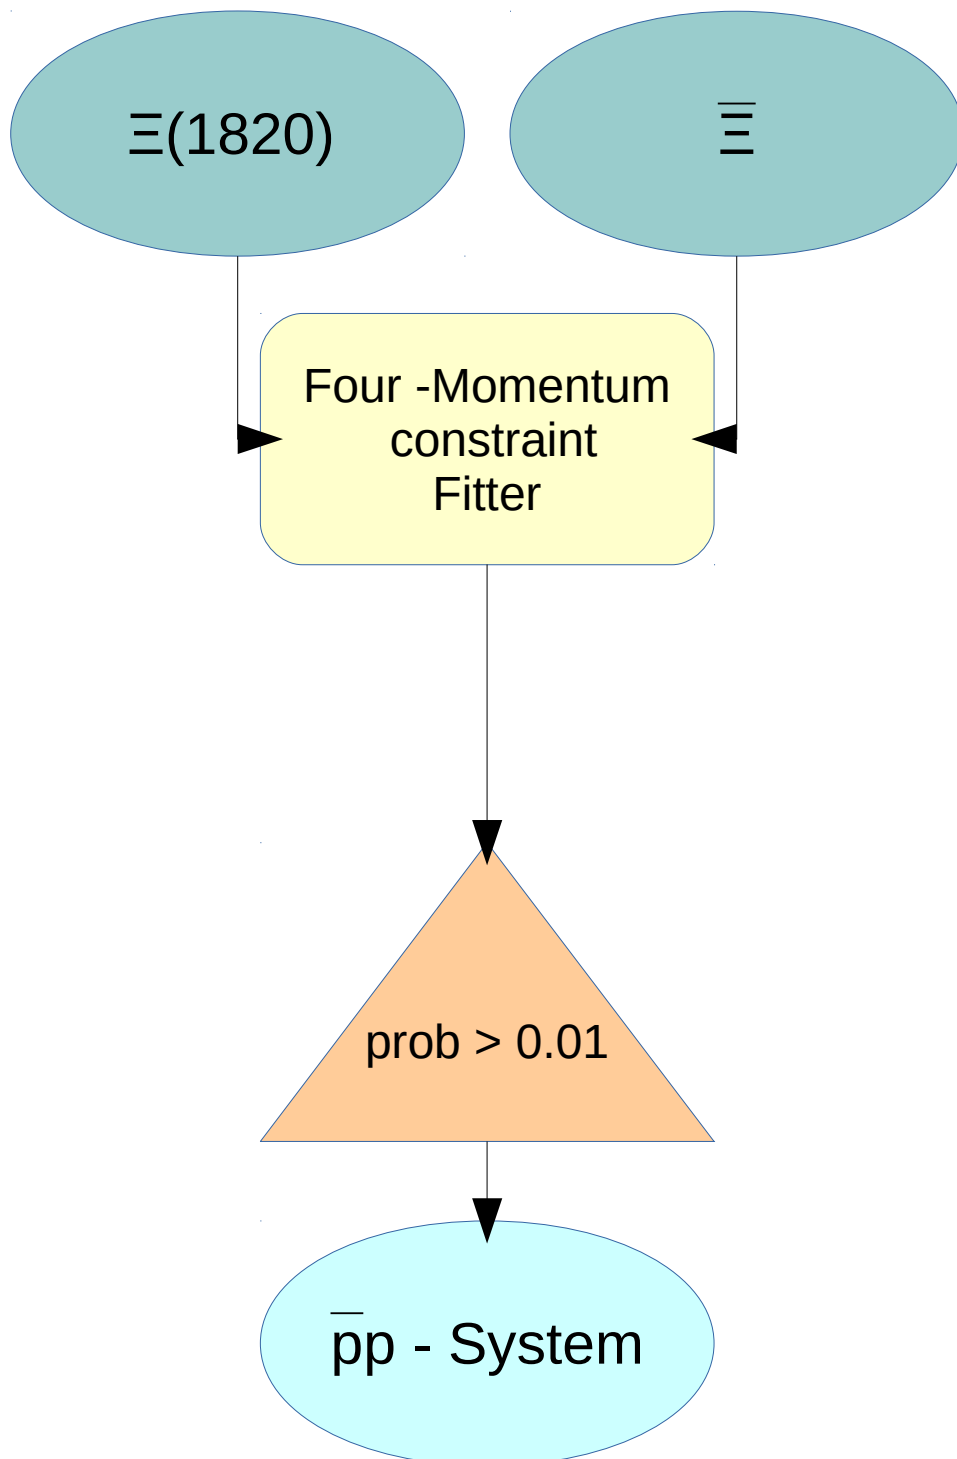 Ξ(1820)
Ξ̅
Four -Momentum
constraint
Fitter
prob > 0.01
p̅p - System